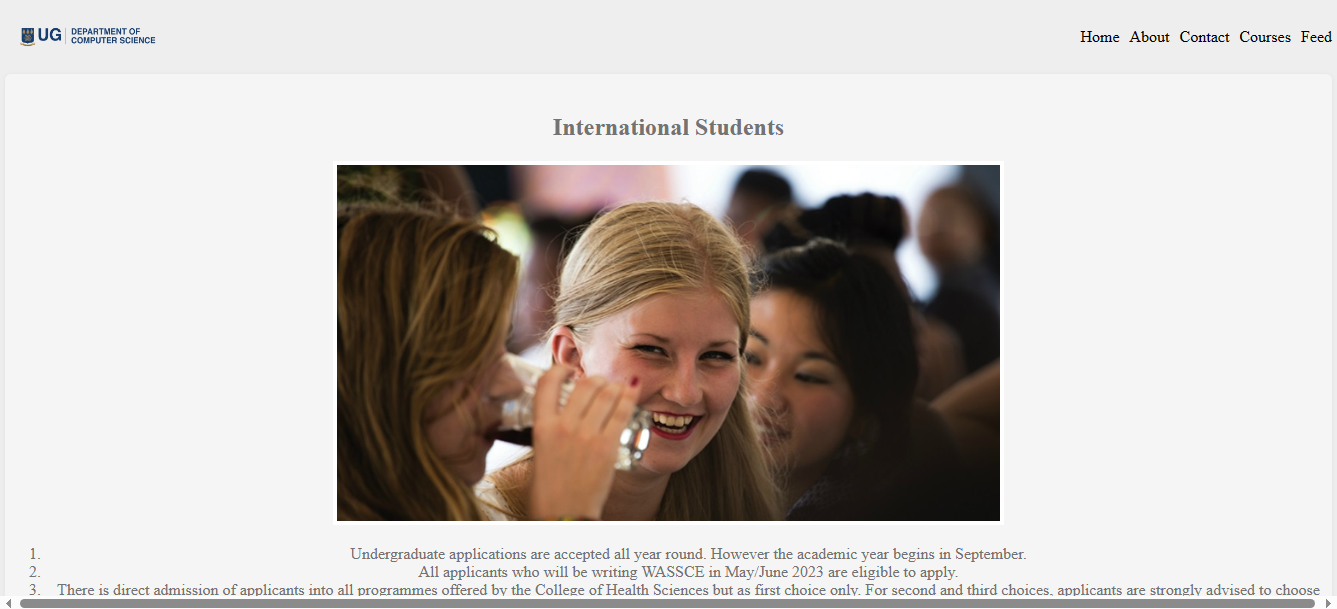 UG DEPARTMENT OF
COMPUTER SCIENCE
Home About Contact Courses Feed
International Students
1. Undergraduate applications are accepted all year round. However the academic year begins in September.
2. All applicants who will be writing WASSCE in May/June 2023 are eligible to apply.
3. There is direct admission of applicants into all programmes offered by the College of Health Sciences but as first choice only. For second and third choices, applicants are strongly advised to choose